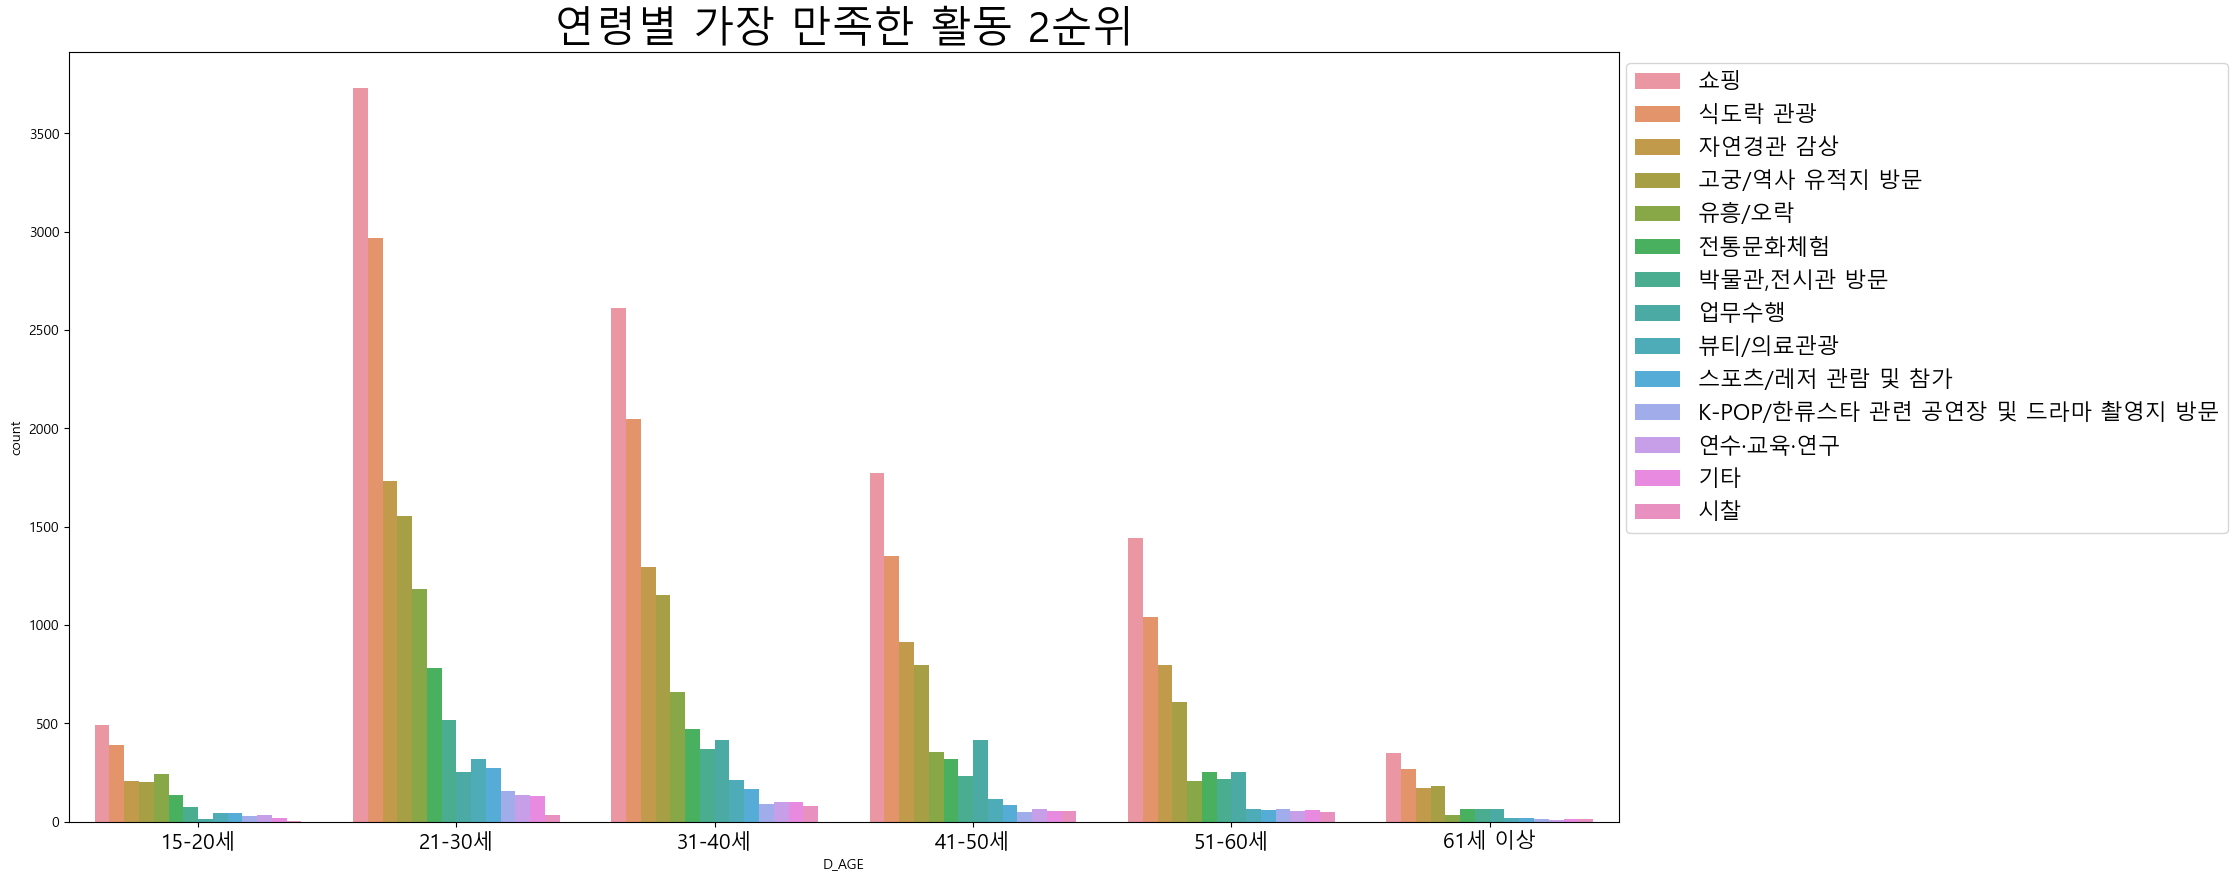 연령별 가장 만족한 활동 2순위
3500
3000
2500
2000
1500
1000
500
0
count
15-20세
21-30세
31-40세
41-50세
51-60세
61세 이상
D_AGE
쇼핑
식도락 관광
자연경관 감상
고궁/역사 유적지 방문
유흥/오락
전통문화체험
박물관,전시관 방문
업무수행
뷰티/의료관광
스포츠/레저 관람 및 참가
K-POP/한류스타 관련 공연장 및 드라마 촬영지 방문
연수·교육·연구
기타
시찰